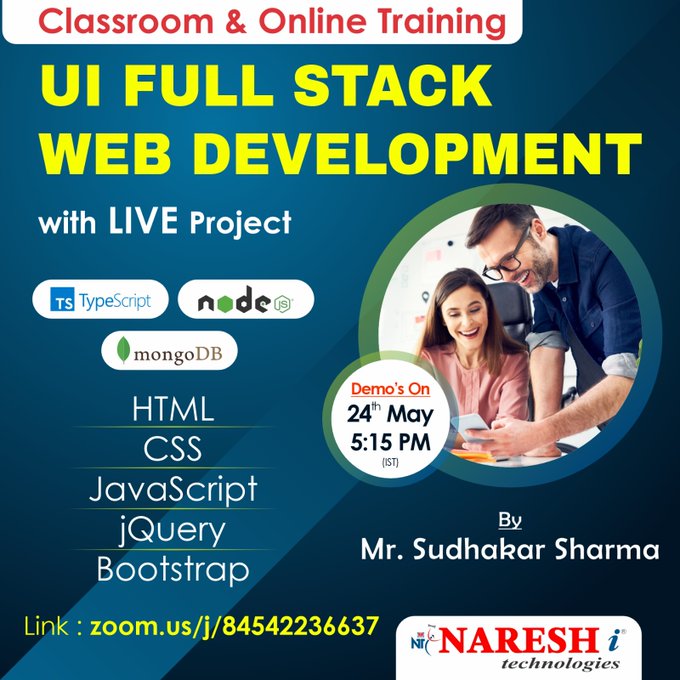 Classroom & Online Training
UI FULL STACK
WEB DEVELOPMENT
with LIVE Project
TS TypeScript
node JS
mongoDB
HTML
CSS
JavaScript
jQuery
Bootstrap
Demo's On
24th May
5:15 PM
(IST)
By
Mr. Sudhakar Sharma
Link : zoom.us/j/84542236637
NT NARESH i ®
technologies